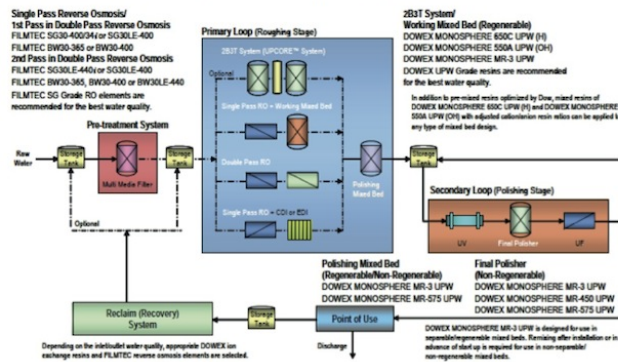 Single Pass Reverse Osmosis/
1st Pass in Double Pass Reverse Osmosis
FILMTEC SG30-400/34i or SG30LE-400
FILMTEC BW30-365 or BW30-400
2nd Pass in Double Pass Reverse Osmosis
FILMTEC SG30LE-440i or SG30LE-400
FILMTEC BW30-365, BW30-400 or BW30LE-440
FILMTEC SG Grade RO elements are
recommended for the best water quality.
Primary Loop (Roughing Stage)
2B3T System (UPCORE™ System)
Optional
Single Pass RO + Working Mixed Bed
Double Pass RO
Single Pass RO + CDI or EDI
Polishing
Mixed Bed
2B3T System/
Working Mixed Bed (Regenerable)
DOWEX MONOSPHERE 650C UPW (H)
DOWEX MONOSPHERE 550A UPW (OH)
DOWEX MONOSPHERE MR-3 UPW
DOWEX UPW Grade resins are recommended
for the best water quality.
In addition to pre-mixed resins optimized by Dow, mixed resins of
DOWEX MONOSPHERE 650C UPW (H) and DOWEX MONOSPHERE
550A UPW (OH) with adjusted cation/anion resin ratios can be applied to
any type of mixed bed design.
Pre-treatment System
Raw
Water
Storage
Tank
Multi Media Filter
Storage
Tank
Optional
Storage
Tank
Secondary Loop (Polishing Stage)
UV
Final Polisher
UF
Polishing Mixed Bed
(Regenerable/Non-Regenerable)
DOWEX MONOSPHERE MR-3 UPW
DOWEX MONOSPHERE MR-575 UPW
Final Polisher
(Non-Regenerable)
DOWEX MONOSPHERE MR-3 UPW
DOWEX MONOSPHERE MR-450 UPW
DOWEX MONOSPHERE MR-575 UPW
Reclaim (Recovery)
System
Storage
Tank
Point of Use
Discharge
Depending on the inlet/outlet water quality, appropriate DOWEX ion
exchange resins and FILMTEC reverse osmosis elements are selected.
DOWEX MONOSPHERE MR-3 UPW is designed for use in
separable/regenerable mixed beds. Remixing after installation or in
advance of start up is required for use in non-separable/
non-regenerable mixed beds.